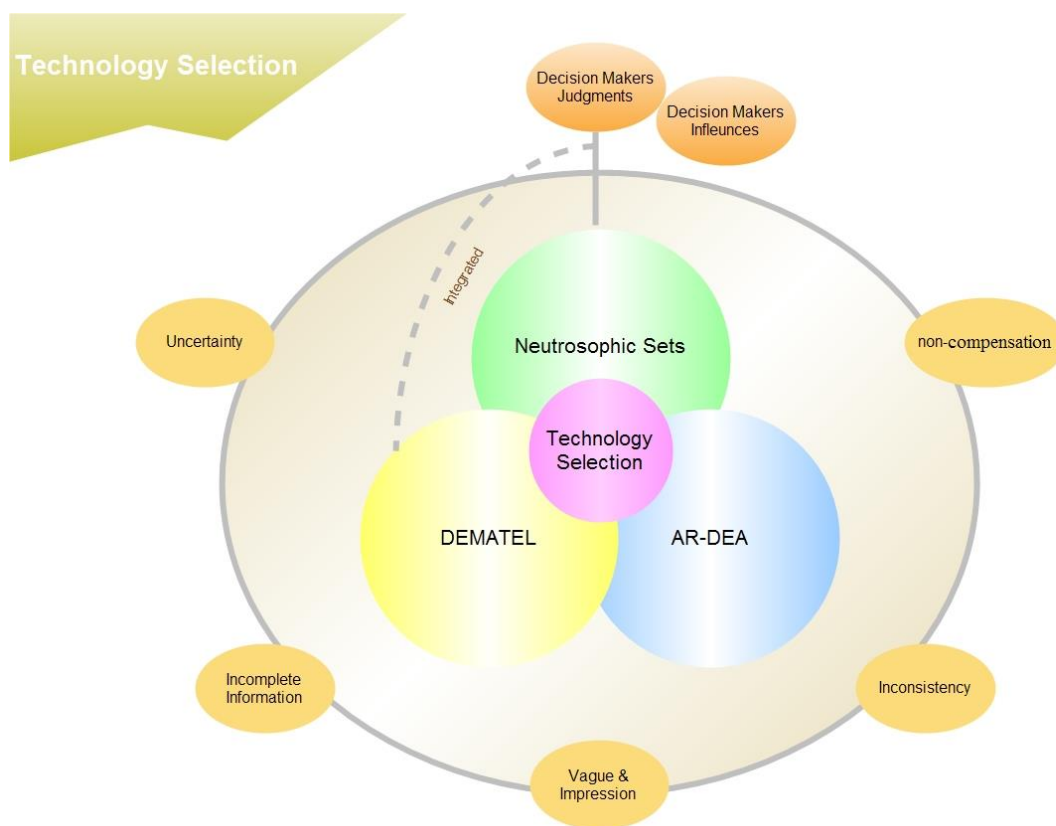 Technology Selection
Decision Makers
Judgments
Decision Makers
Infleunces
Integrated
Uncertainty
non-compensation
Neutrosophic Sets
Technology
Selection
DEMATEL
AR-DEA
Incomplete
Information
Inconsistency
Vague &
Impression